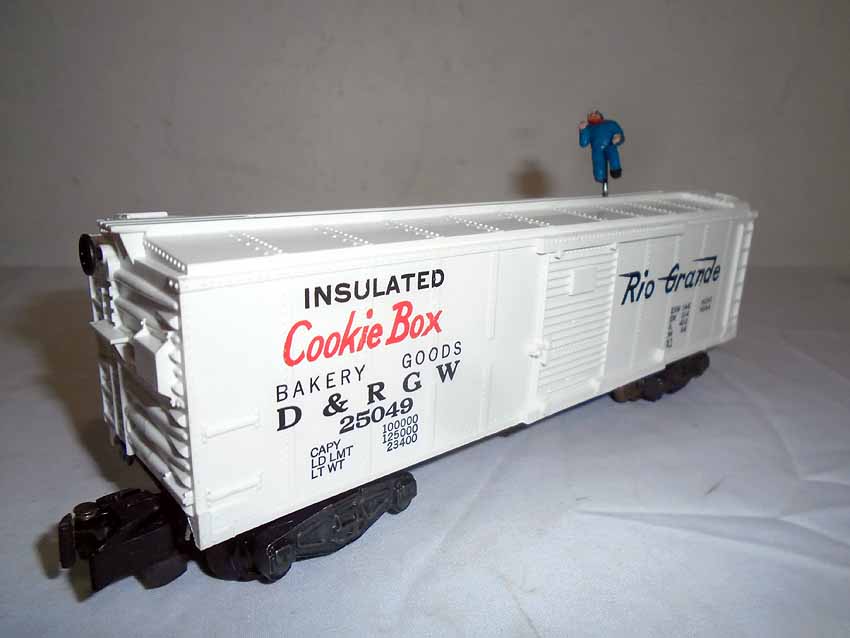 INSULATED
Cookie Box
BAKERY GOODS
D & R G W
25049
CAPY 100000
LD LMT 125000
LT WT 23400
Rio Grande